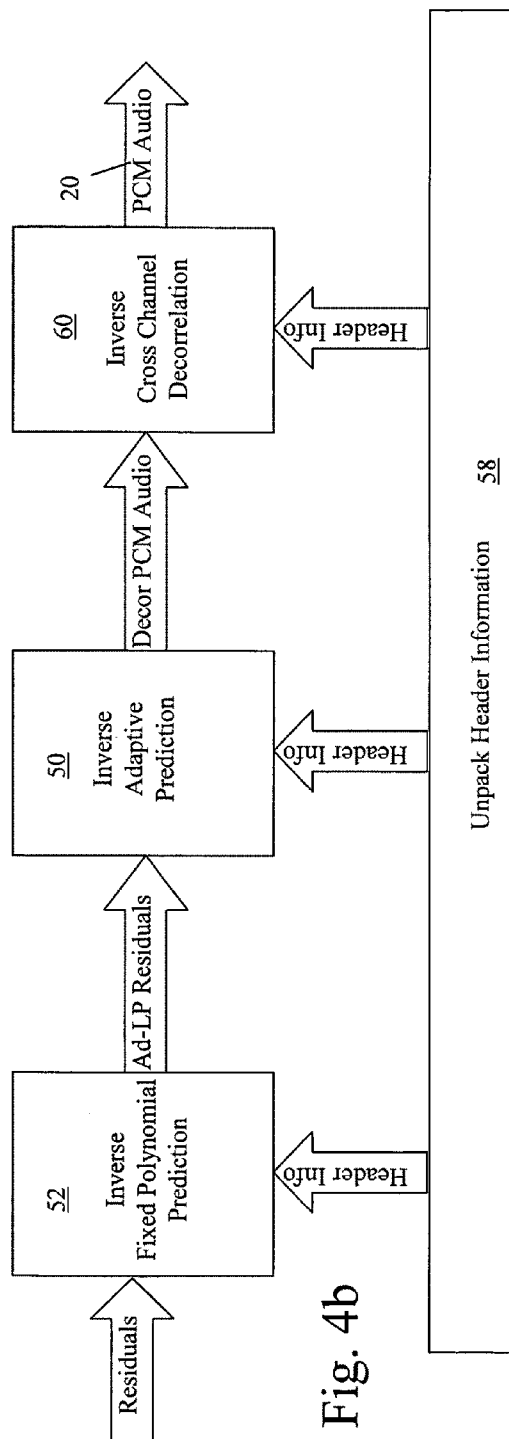 Residuals
52
Inverse
Fixed Polynomial
Prediction
Ad-LP Residuals
50
Inverse
Adaptive
Prediction
Decor PCM Audio
60
Inverse
Cross Channel
Decorrelation
20
PCM Audio
Header Info
Header Info
Header Info
Unpack Header Information
58
Fig. 4b